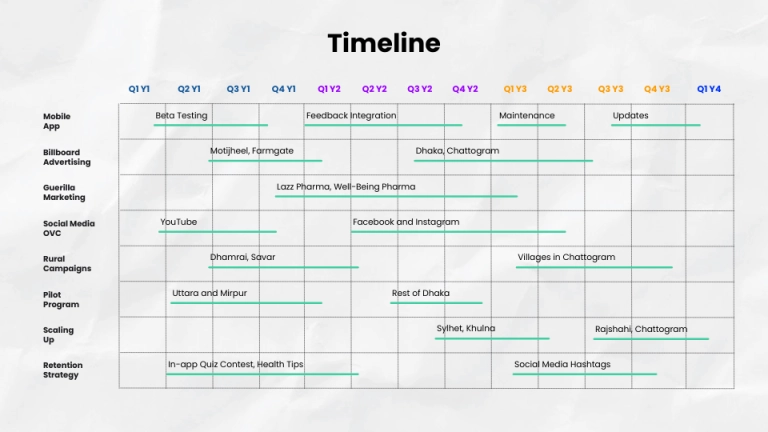 Timeline
Q1 Y1 Q2 Y1 Q3 Y1 Q4 Y1 Q1 Y2 Q2 Y2 Q3 Y2 Q4 Y2 Q1 Y3 Q2 Y3 Q3 Y3 Q4 Y3 Q1 Y4
Mobile
App
Beta Testing Feedback Integration Maintenance Updates
Billboard
Advertising
Motijheel, Farmgate Dhaka, Chattogram
Guerilla
Marketing
Lazz Pharma, Well-Being Pharma
Social Media
OVC
YouTube Facebook and Instagram
Rural
Campaigns
Dhamrai, Savar Villages in Chattogram
Pilot
Program
Uttara and Mirpur Rest of Dhaka
Scaling
Up
Sylhet, Khulna Rajshahi, Chattogram
Retention
Strategy
In-app Quiz Contest, Health Tips Social Media Hashtags